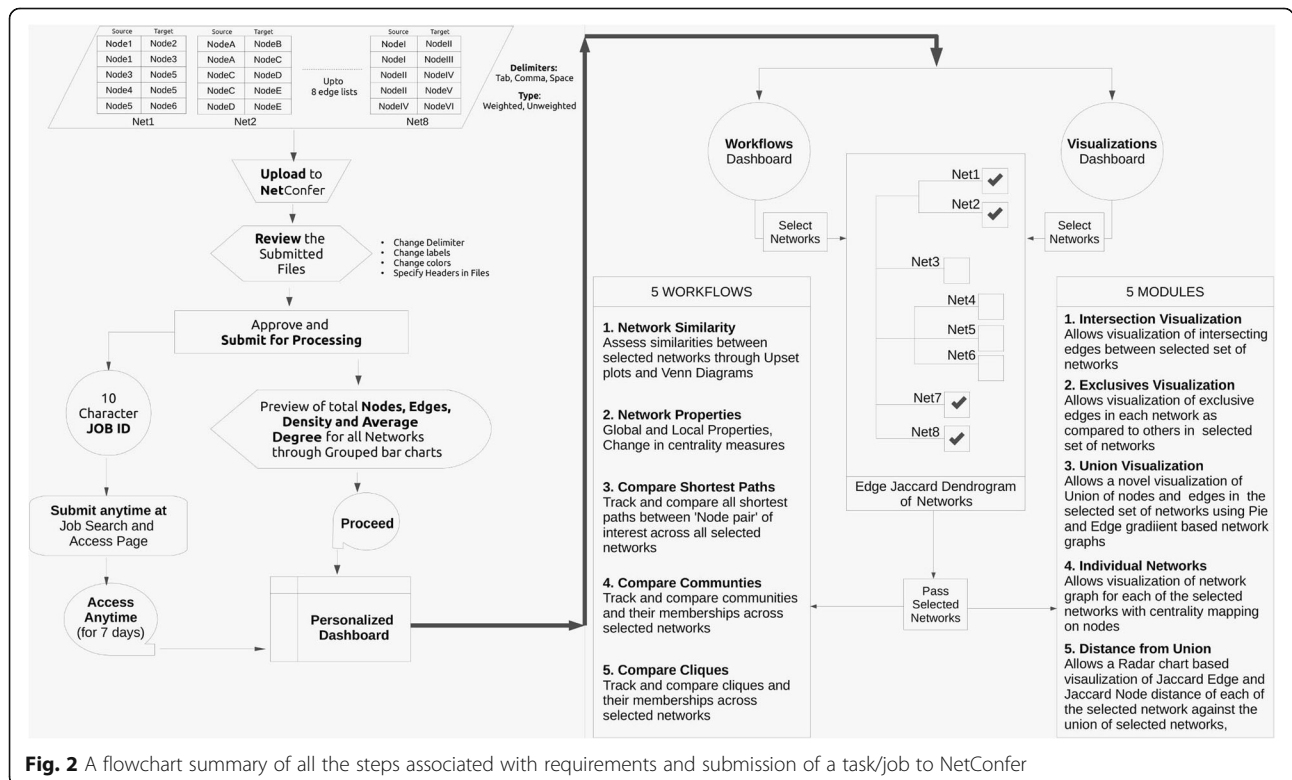 Source Target
Node1 Node2
Node1 Node3
Node3 Node5
Node4 Node5
Node5 Node6
Net1
Source Target
NodeA NodeB
NodeA NodeC
NodeC NodeD
NodeC NodeE
NodeD NodeE
Net2
Upto
8 edge lists
Source Target
NodeI NodeII
NodeI NodeIII
NodeII NodeIV
NodeII NodeV
NodeIV NodeVI
Net8
Delimiters:
Tab, Comma, Space
Type:
Weighted, Unweighted
Upload to
NetConfer
Review the
Submitted
Files
• Change Delimiter
• Change labels
• Change colors
• Specify Headers in Files
Approve and
Submit for Processing
10
Character
JOB ID
Submit anytime at
Job Search and
Access Page
Access
Anytime
(for 7 days)
Preview of total Nodes, Edges,
Density and Average
Degree for all Networks
through Grouped bar charts
Proceed
Personalized
Dashboard
Workflows
Dashboard
Visualizations
Dashboard
Select
Networks
Select
Networks
Net1
Net2
Net3
Net4
Net5
Net6
Net7
Net8
Edge Jaccard Dendrogram
of Networks
Pass
Selected
Networks
5 WORKFLOWS
1. Network Similarity
Assess similarities between
selected networks through Upset
plots and Venn Diagrams
2. Network Properties
Global and Local Properties,
Change in centrality measures
3. Compare Shortest Paths
Track and compare all shortest
paths between 'Node pair' of
interest across all selected
networks
4. Compare Communties
Track and compare communities
and their memberships across
selected networks
5. Compare Cliques
Track and compare cliques and
their memberships across
selected networks
5 MODULES
1. Intersection Visualization
Allows visualization of intersecting
edges between selected set of
networks
2. Exclusives Visualization
Allows visualization of exclusive
edges in each network as
compared to others in selected
set of networks
3. Union Visualization
Allows a novel visualization of
Union of nodes and edges in the
selected set of networks using Pie
and Edge gradiient based network
graphs
4. Individual Networks
Allows visualization of network
graph for each of the selected
networks with centrality mapping
on nodes
5. Distance from Union
Allows a Radar chart based
visaulization of Jaccard Edge and
Jaccard Node distance of each of
the selected network against the
union of selected networks,
Fig. 2 A flowchart summary of all the steps associated with requirements and submission of a task/job to NetConfer